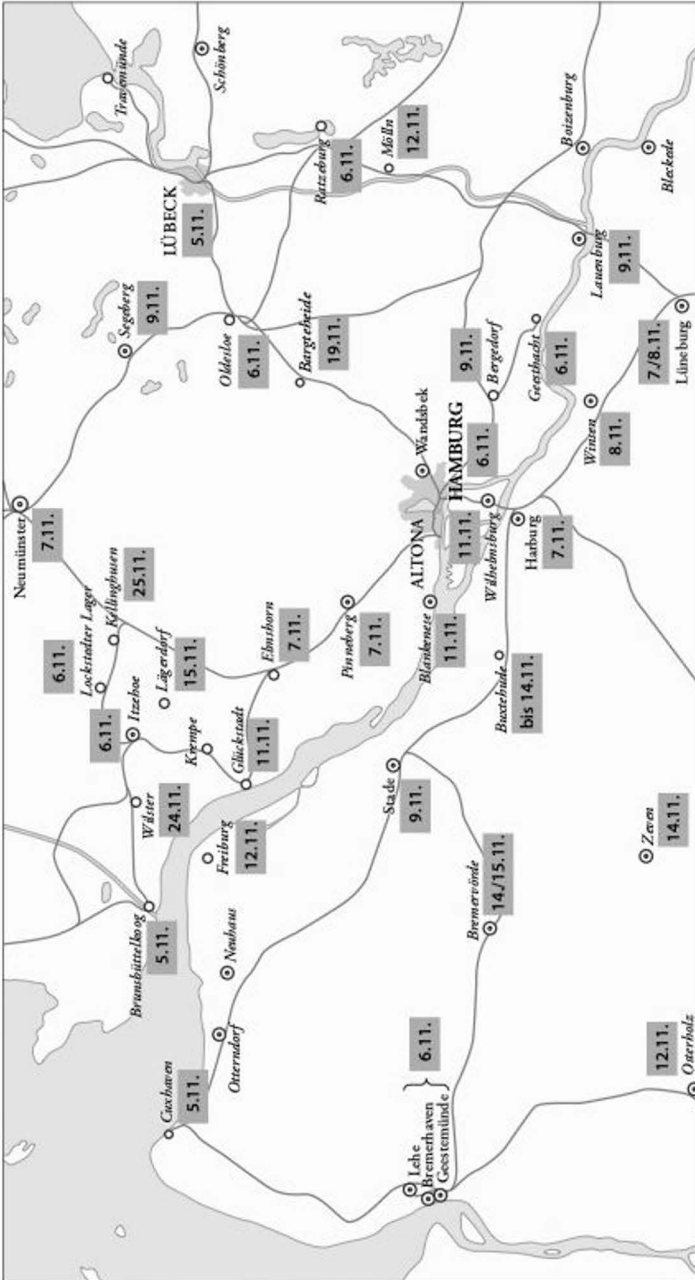 Travemünde
Schönberg
LÜBECK
5.11.
Ratzeburg
6.11.
Mölln
12.11.
Boizenburg
Bleckede
Lauenburg
9.11.
Segeberg
9.11.
Oldesloe
6.11.
Bargteheide
19.11.
9.11.
Bergedorf
Geesthacht
6.11.
7./8.11.
Lüneburg
Winsen
8.11.
Wandsbek
HAMBURG
6.11.
ALTONA
11.11.
Wilhelmsburg
Harburg
7.11.
Neumünster
7.11.
Kellinghusen
25.11.
Lockstedter Lager
6.11.
Lägerdorf
15.11.
Elmshorn
7.11.
Pinneberg
7.11.
Blankenese
11.11.
Buxtehude
bis 14.11.
Itzehoe
6.11.
Krempe
Glückstadt
11.11.
Wilster
24.11.
Freiburg
12.11.
Stade
9.11.
Bremervörde
14./15.11.
Zeven
14.11.
Brunsbüttelkoog
5.11.
Neuhaus
Otterndorf
Cuxhaven
5.11.
Lehe
Bremerhaven
Geestemünde
6.11.
12.11.
Osterholz